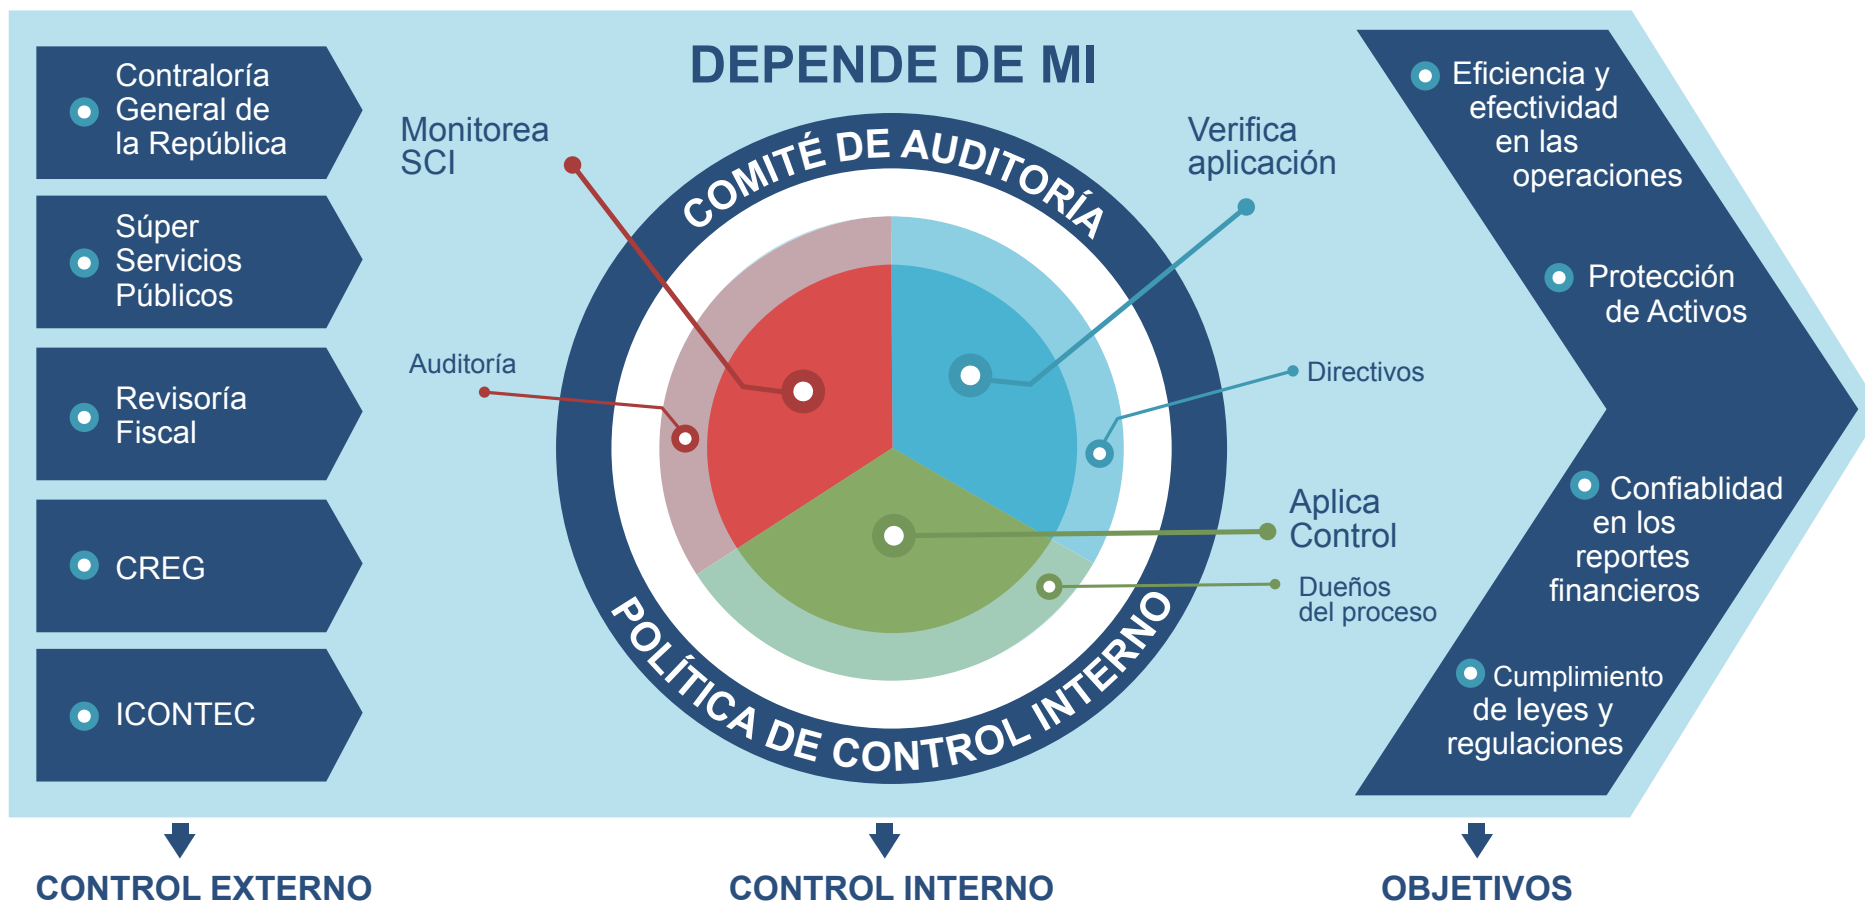 DEPENDE DE MI
Contraloría
General de
la República
Súper
Servicios
Públicos
Revisoría
Fiscal
CREG
ICONTEC
CONTROL EXTERNO
Monitorea
SCI
Auditoría
COMITÉ DE AUDITORÍA
POLÍTICA DE CONTROL INTERNO
Verifica
aplicación
Directivos
Aplica
Control
Dueños
del proceso
CONTROL INTERNO
Eficiencia y
efectividad
en las
operaciones
Protección
de Activos
Confiablidad
en los
reportes
financieros
Cumplimiento
de leyes y
regulaciones
OBJETIVOS